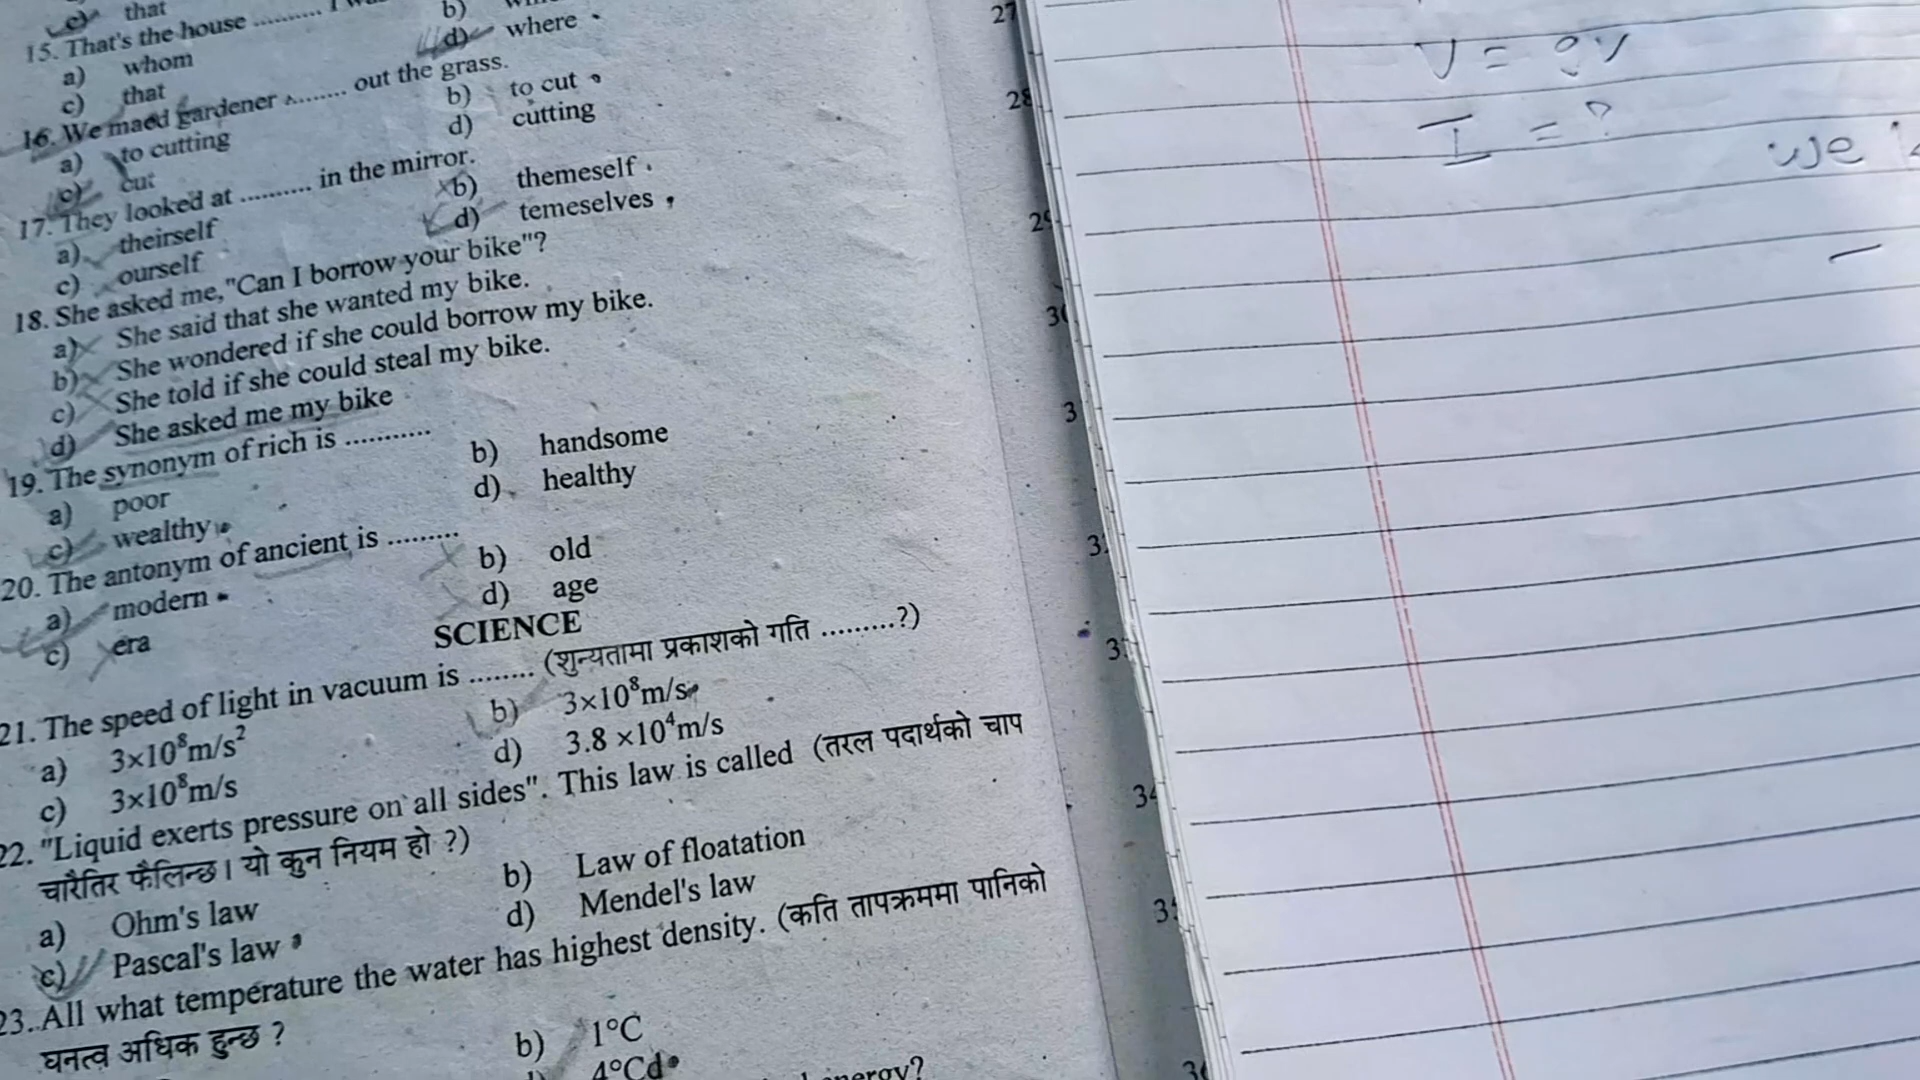 c) that
15. That's the house ..........
b)
a) whom
d) where
c) that
16. We maed gardener ........ out the grass.
a) to cutting
b) to cut
c) cut
d) cutting
17. They looked at .......... in the mirror.
a) theirself
b) themeself
c) ourself
d) temeselves
18. She asked me,"Can I borrow your bike"?
a) She said that she wanted my bike.
b) She wondered if she could borrow my bike.
c) She told if she could steal my bike.
d) She asked me my bike
19. The synonym of rich is ...........
a) poor
b) handsome
c) wealthy
d) healthy
20. The antonym of ancient is .........
a) modern
b) old
c) era
d) age
SCIENCE
21. The speed of light in vacuum is ........ (शुन्यतामा प्रकाशको गति .........?)
a) 3×10⁸m/s²
b) 3×10⁸m/s
c) 3×10⁸m/s
d) 3.8 ×10⁴m/s
22. "Liquid exerts pressure on all sides". This law is called (तरल पदार्थको चाप
चारैतिर फैलिन्छ। यो कुन नियम हो ?)
a) Ohm's law
b) Law of floatation
c) Pascal's law
d) Mendel's law
23. All what temperature the water has highest density. (कति तापक्रममा पानिको
घनत्व अधिक हुन्छ ?
b) 1°C
4°Cd
energy?
27
28